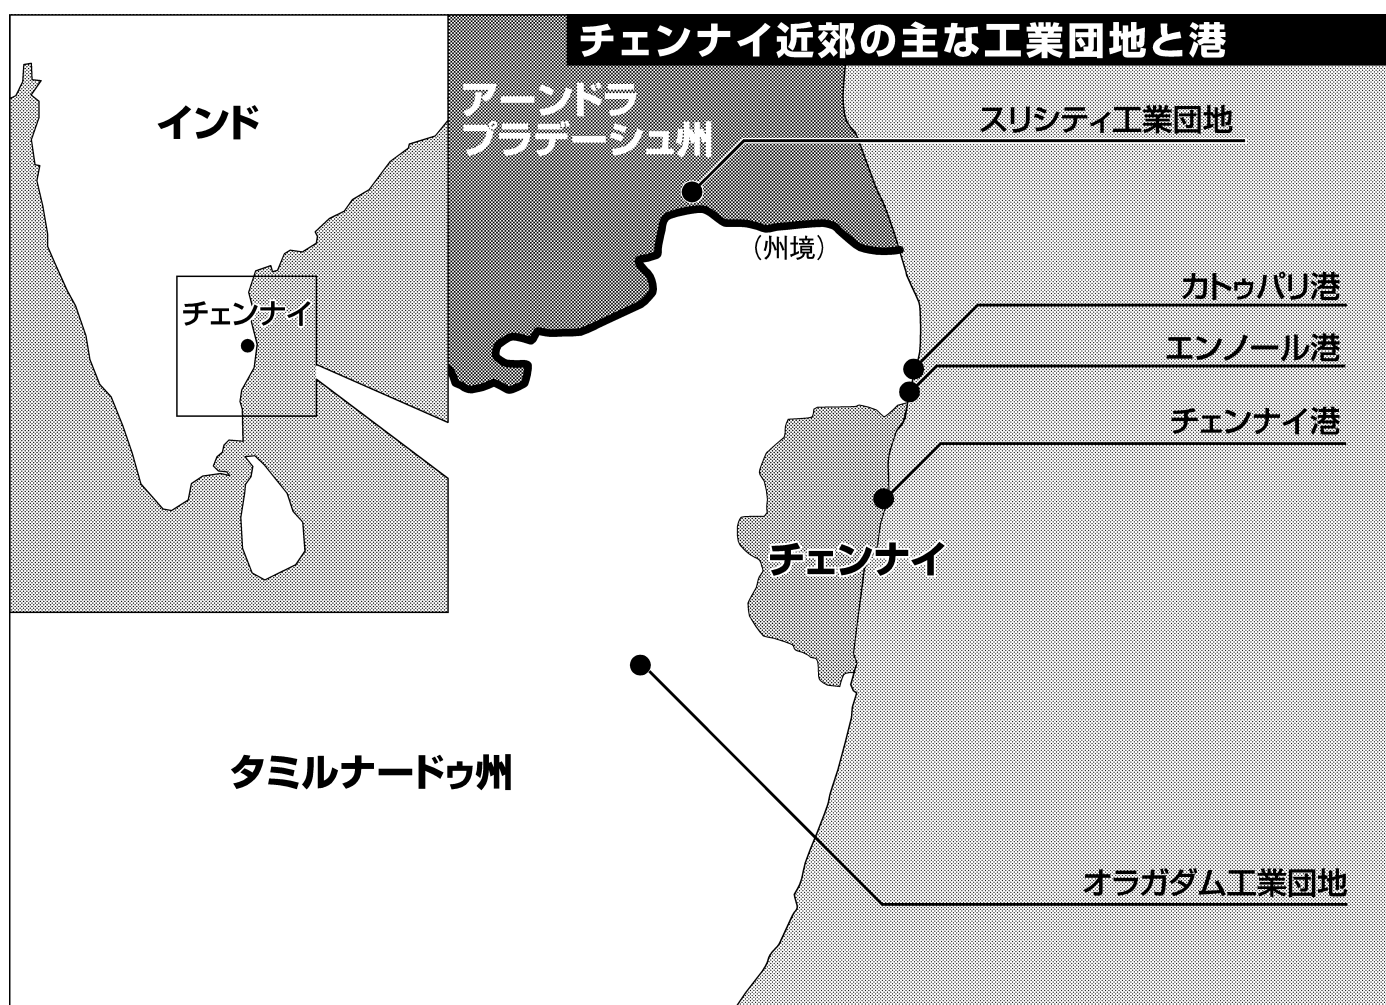 チェンナイ近郊の主な工業団地と港
インド
チェンナイ
アーンドラ
プラデーシュ州
スリシティ工業団地
（州境）
カトゥパリ港
エンノール港
チェンナイ港
チェンナイ
タミルナードゥ州
オラガダム工業団地